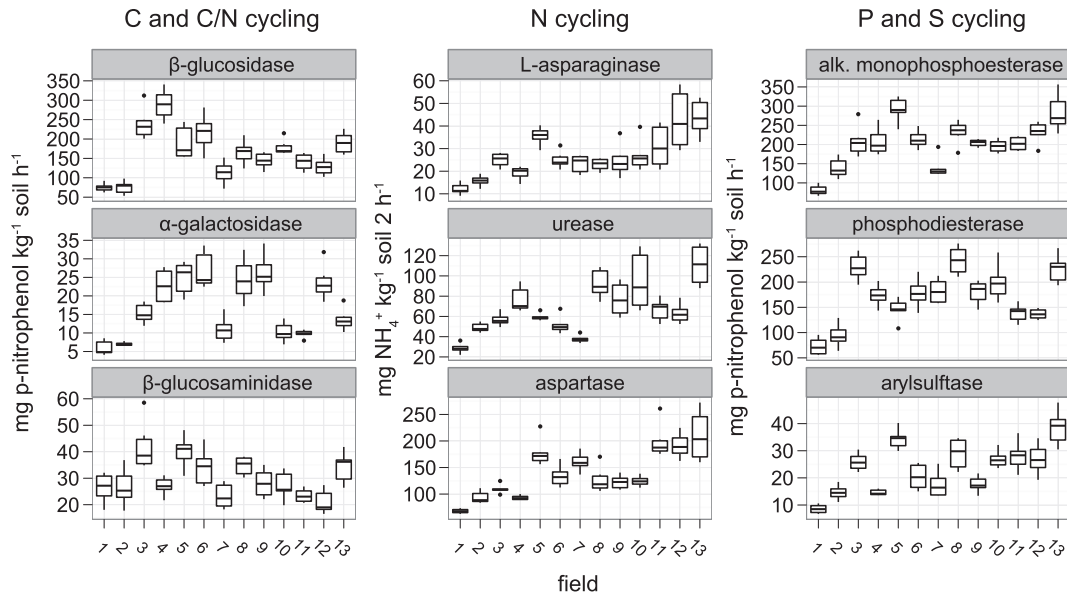 C and C/N cycling
N cycling
P and S cycling
β-glucosidase
350
300
250
200
150
100
50
α-galactosidase
35
30
25
20
15
10
5
β-glucosaminidase
60
50
40
30
20
mg p-nitrophenol kg⁻¹ soil h⁻¹
1 2 3 4 5 6 7 8 9 10 11 12 13
L-asparaginase
60
50
40
30
20
10
urease
120
100
80
60
40
20
aspartase
250
200
150
100
mg NH₄⁺ kg⁻¹ soil 2 h⁻¹
1 2 3 4 5 6 7 8 9 10 11 12 13
field
alk. monophosphoesterase
350
300
250
200
150
100
phosphodiesterase
250
200
150
100
50
arylsulftase
40
30
20
10
mg p-nitrophenol kg⁻¹ soil h⁻¹
1 2 3 4 5 6 7 8 9 10 11 12 13